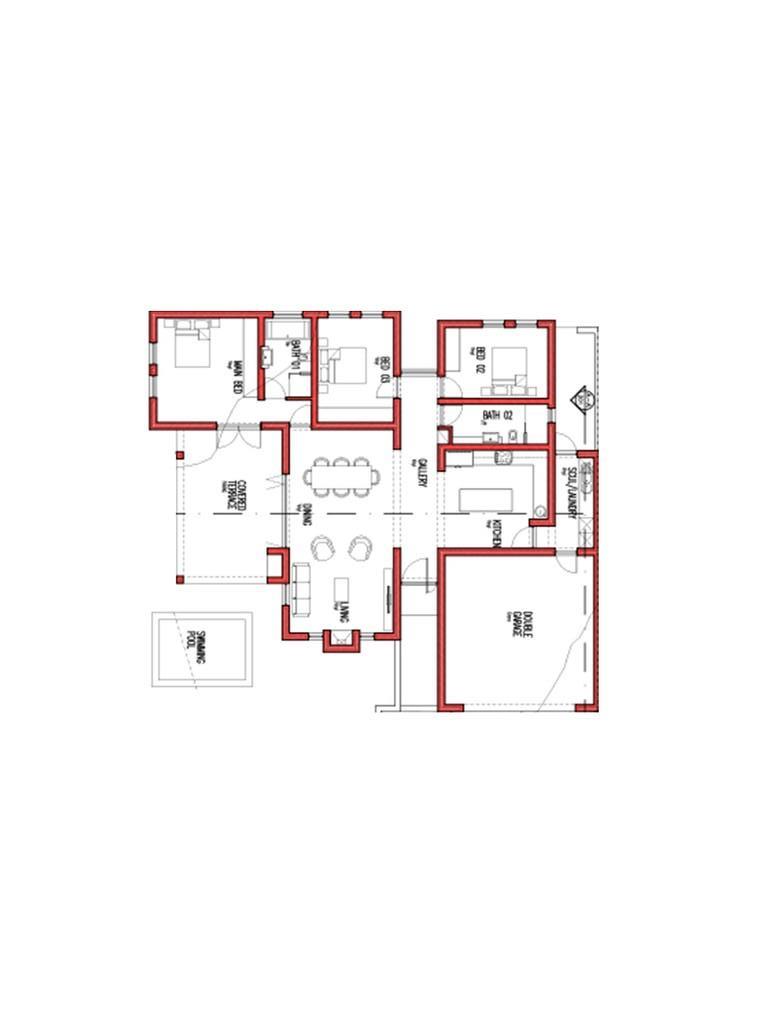 MAIN BED
BATH 01
BED 03
BED 02
BATH 02
COVERED
TERRACE
DINING
GALLERY
KITCHEN
SCUL/LAUNDRY
LIVING
SWIMMING
POOL
DOUBLE
GARAGE